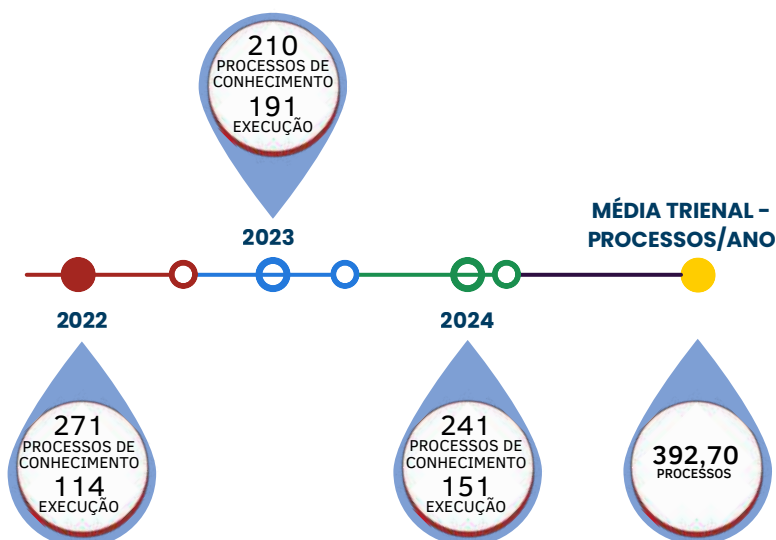 210
PROCESSOS DE
CONHECIMENTO
191
EXECUÇÃO
2023
MÉDIA TRIENAL -
PROCESSOS/ANO
2022
2024
271
PROCESSOS DE
CONHECIMENTO
114
EXECUÇÃO
241
PROCESSOS DE
CONHECIMENTO
151
EXECUÇÃO
392,70
PROCESSOS